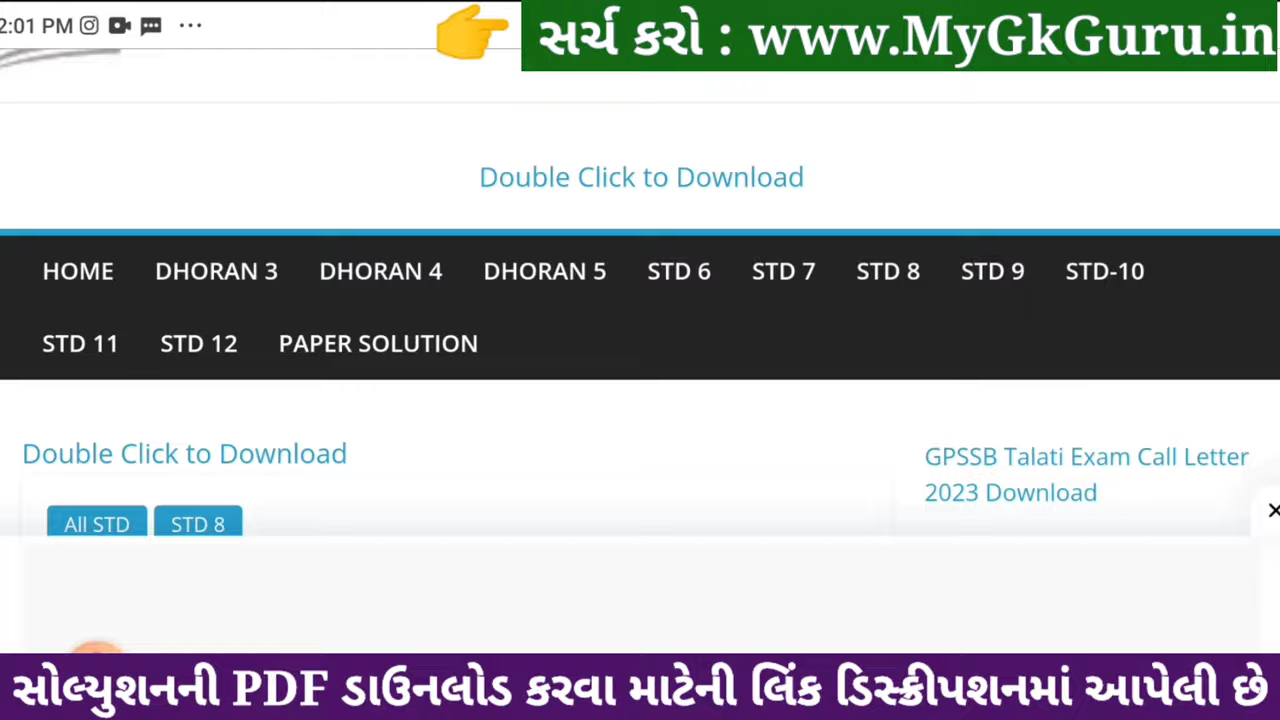 2:01 PM
સર્ચ કરો : www.MyGkGuru.in
Double Click to Download
HOME DHORAN 3 DHORAN 4 DHORAN 5 STD 6 STD 7 STD 8 STD 9 STD-10
STD 11 STD 12 PAPER SOLUTION
Double Click to Download
GPSSB Talati Exam Call Letter
2023 Download
All STD STD 8
સોલ્યુશનની PDF ડાઉનલોડ કરવા માટેની લિંક ડિસ્ક્રીપશનમાં આપેલી છે